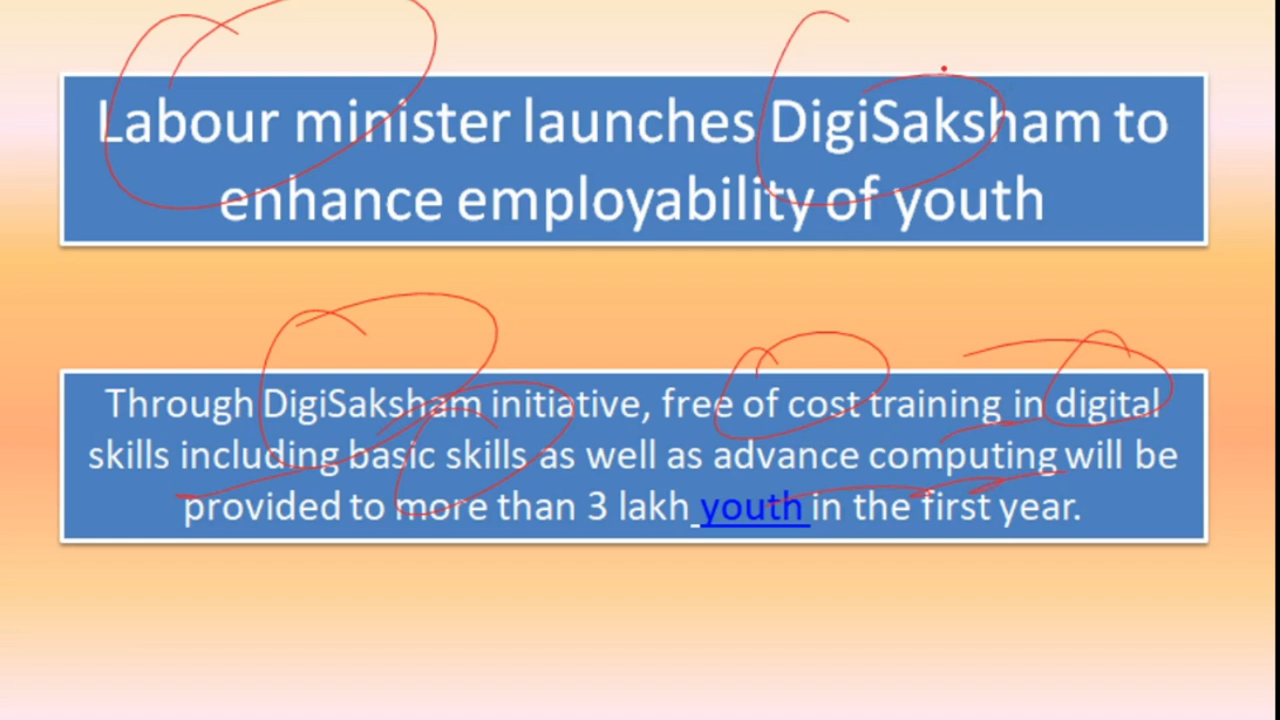 Labour minister launches DigiSaksham to
enhance employability of youth
Through DigiSaksham initiative, free of cost training in digital
skills including basic skills as well as advance computing will be
provided to more than 3 lakh youth in the first year.